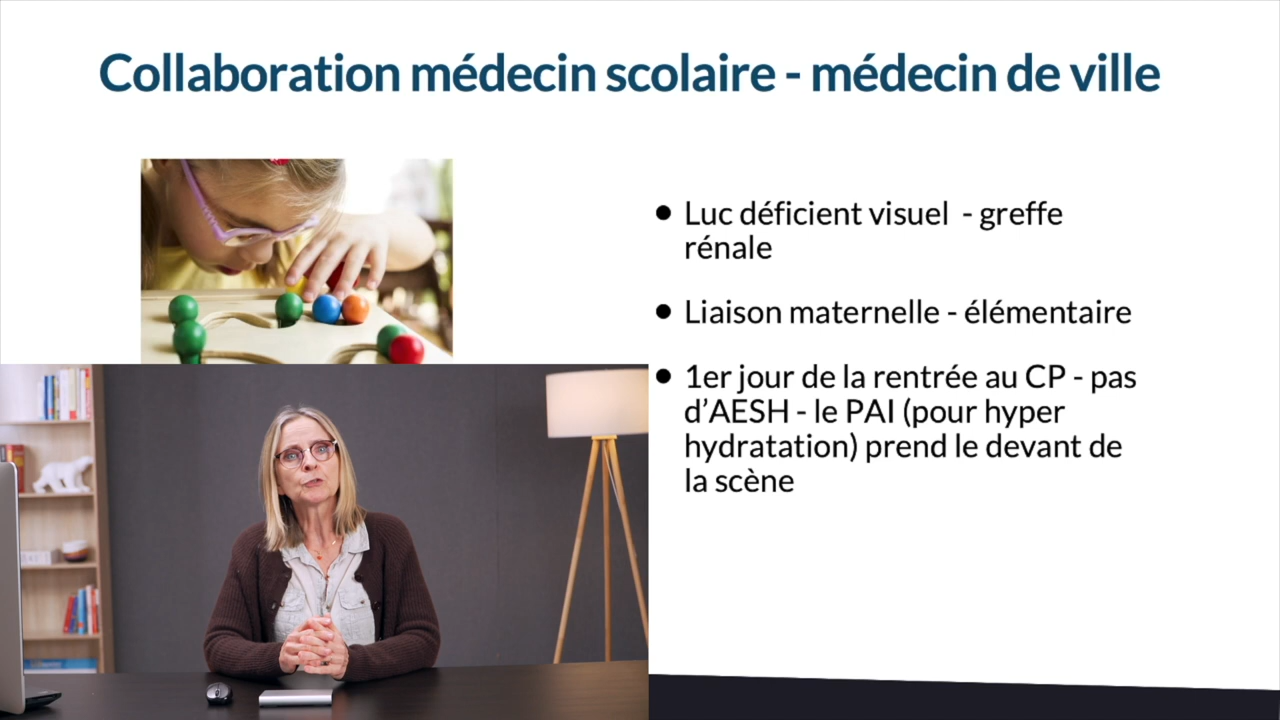 Collaboration médecin scolaire - médecin de ville
• Luc déficient visuel - greffe
rénale
• Liaison maternelle - élémentaire
• 1er jour de la rentrée au CP - pas
d’AESH - le PAI (pour hyper
hydratation) prend le devant de
la scène